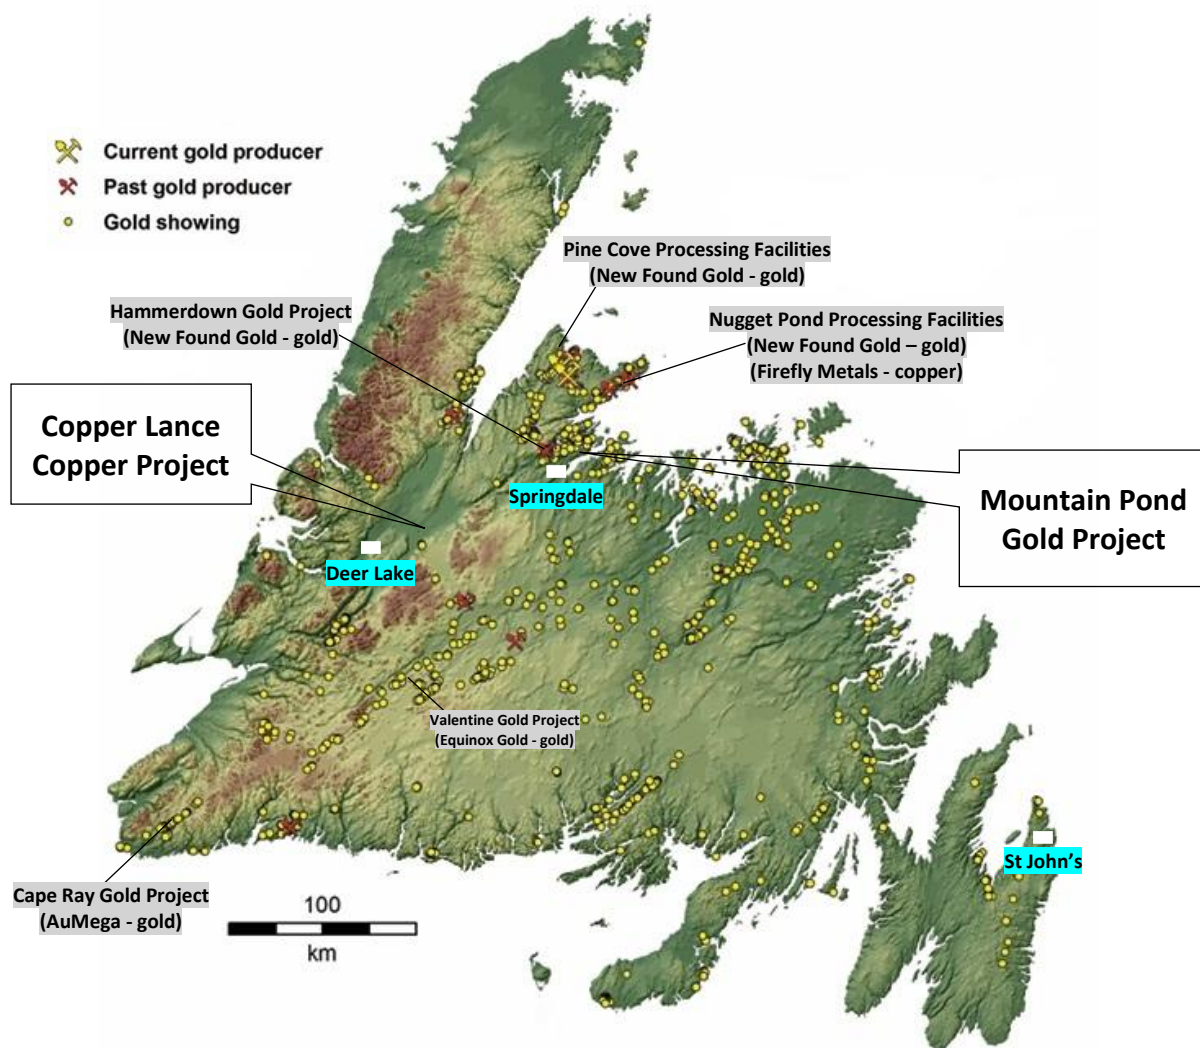 Current gold producer
Past gold producer
Gold showing
Pine Cove Processing Facilities
(New Found Gold - gold)
Hammerdown Gold Project
(New Found Gold - gold)
Nugget Pond Processing Facilities
(New Found Gold – gold)
(Firefly Metals - copper)
Copper Lance
Copper Project
Springdale
Mountain Pond
Gold Project
Deer Lake
Valentine Gold Project
(Equinox Gold - gold)
St John's
Cape Ray Gold Project
(AuMega - gold)
100
km